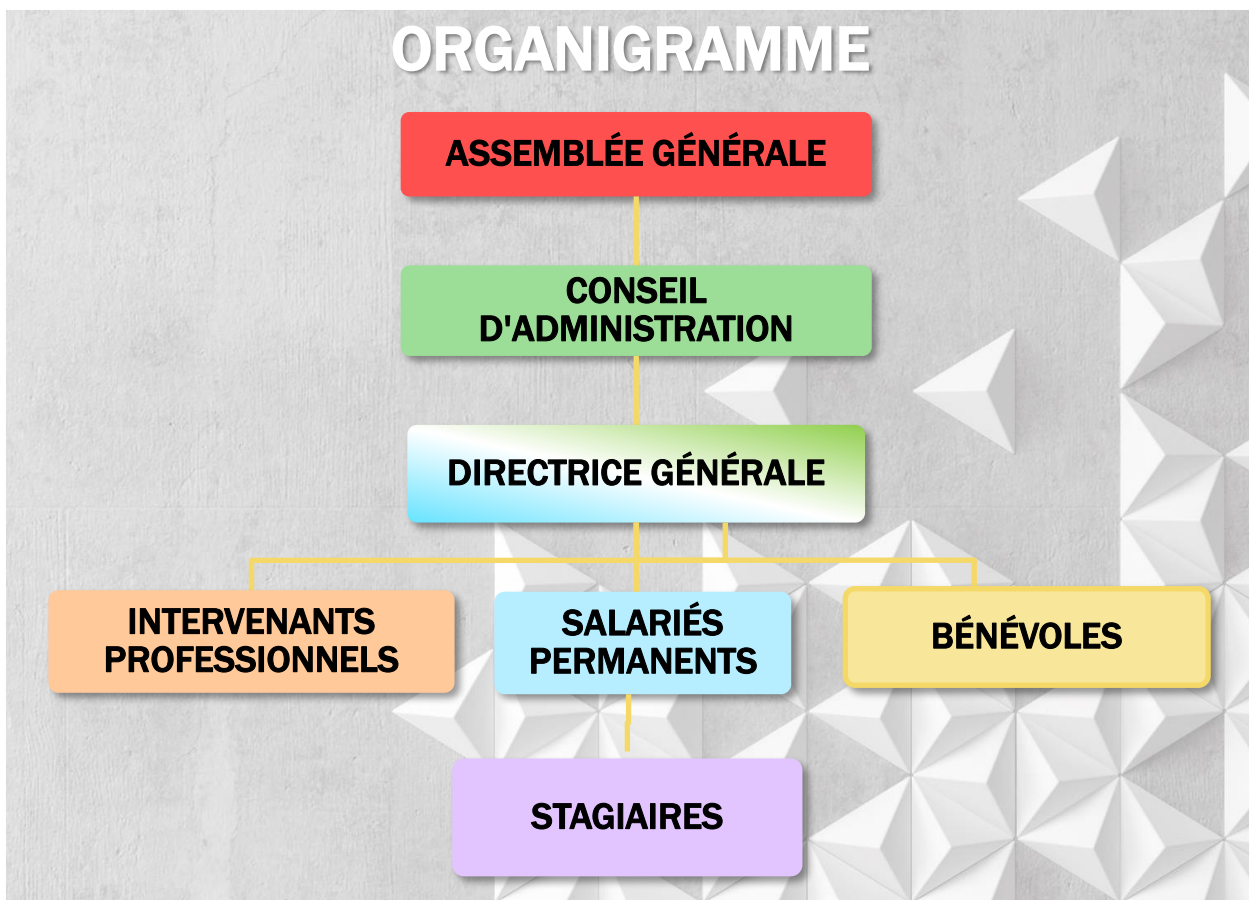 ORGANIGRAMME
ASSEMBLÉE GÉNÉRALE
CONSEIL
D'ADMINISTRATION
DIRECTRICE GÉNÉRALE
INTERVENANTS
PROFESSIONNELS
SALARIÉS
PERMANENTS
BÉNÉVOLES
STAGIAIRES